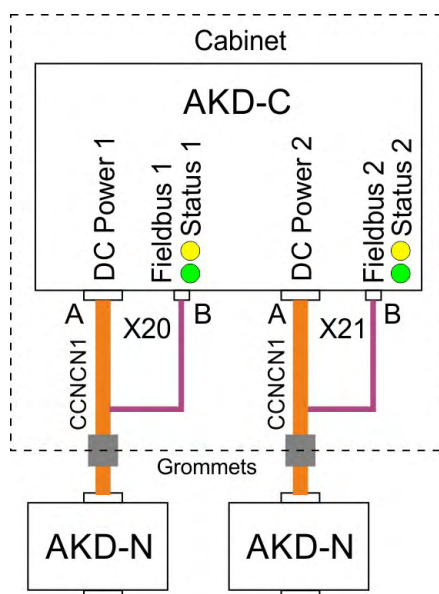 Cabinet
AKD-C
DC Power 1
Fieldbus 1
Status 1
DC Power 2
Fieldbus 2
Status 2
A
X20
B
A
X21
B
CCNCN1
CCNCN1
Grommets
AKD-N
AKD-N